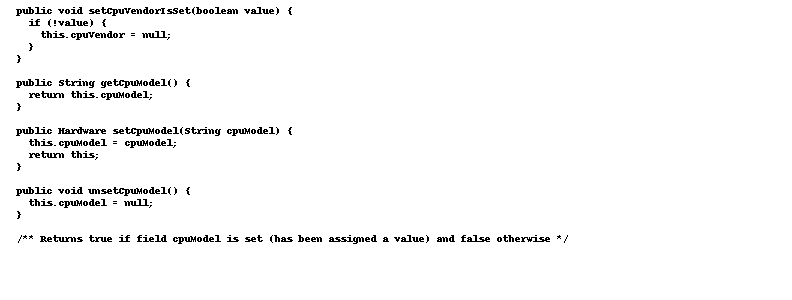 public void setCpuVendorIsSet(boolean value) {
if (!value) {
this.cpuVendor = null;
}
}
public String getCpuModel() {
return this.cpuModel;
}
public Hardware setCpuModel(String cpuModel) {
this.cpuModel = cpuModel;
return this;
}
public void unsetCpuModel() {
this.cpuModel = null;
}
/** Returns true if field cpuModel is set (has been assigned a value) and false otherwise */